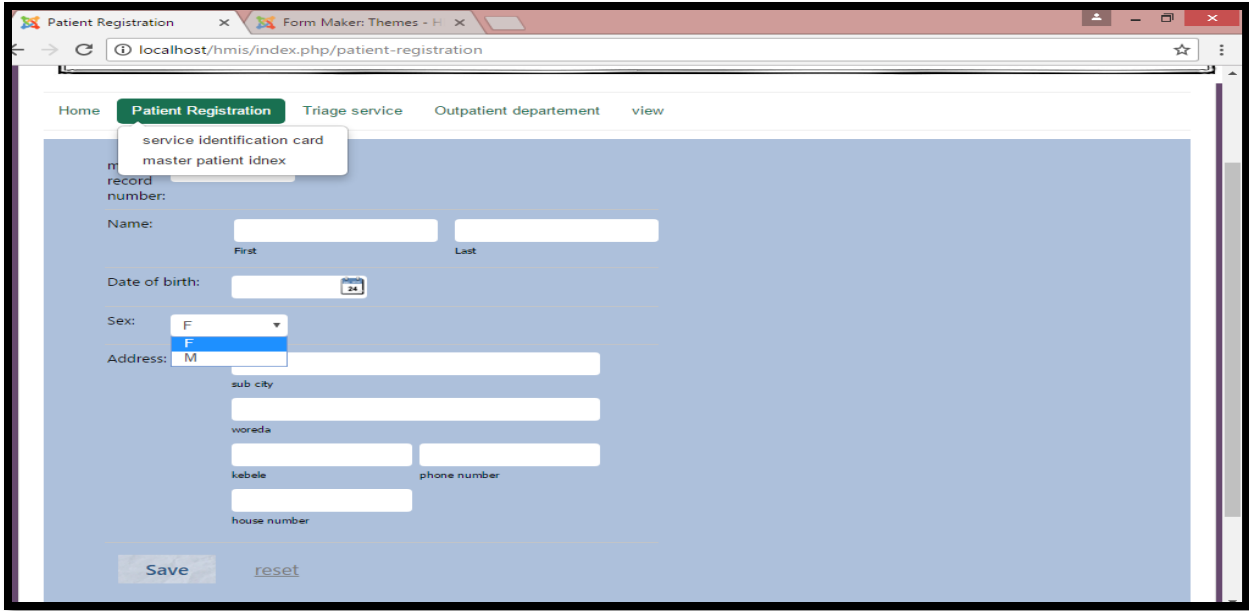 Patient Registration
Form Maker: Themes - H
localhost/hmis/index.php/patient-registration
Home Patient Registration Triage service Outpatient departement view
service identification card
master patient idnex
record
number:
Name:
First Last
Date of birth:
24
Sex: F
F
M
Address:
sub city
woreda
kebele phone number
house number
Save reset